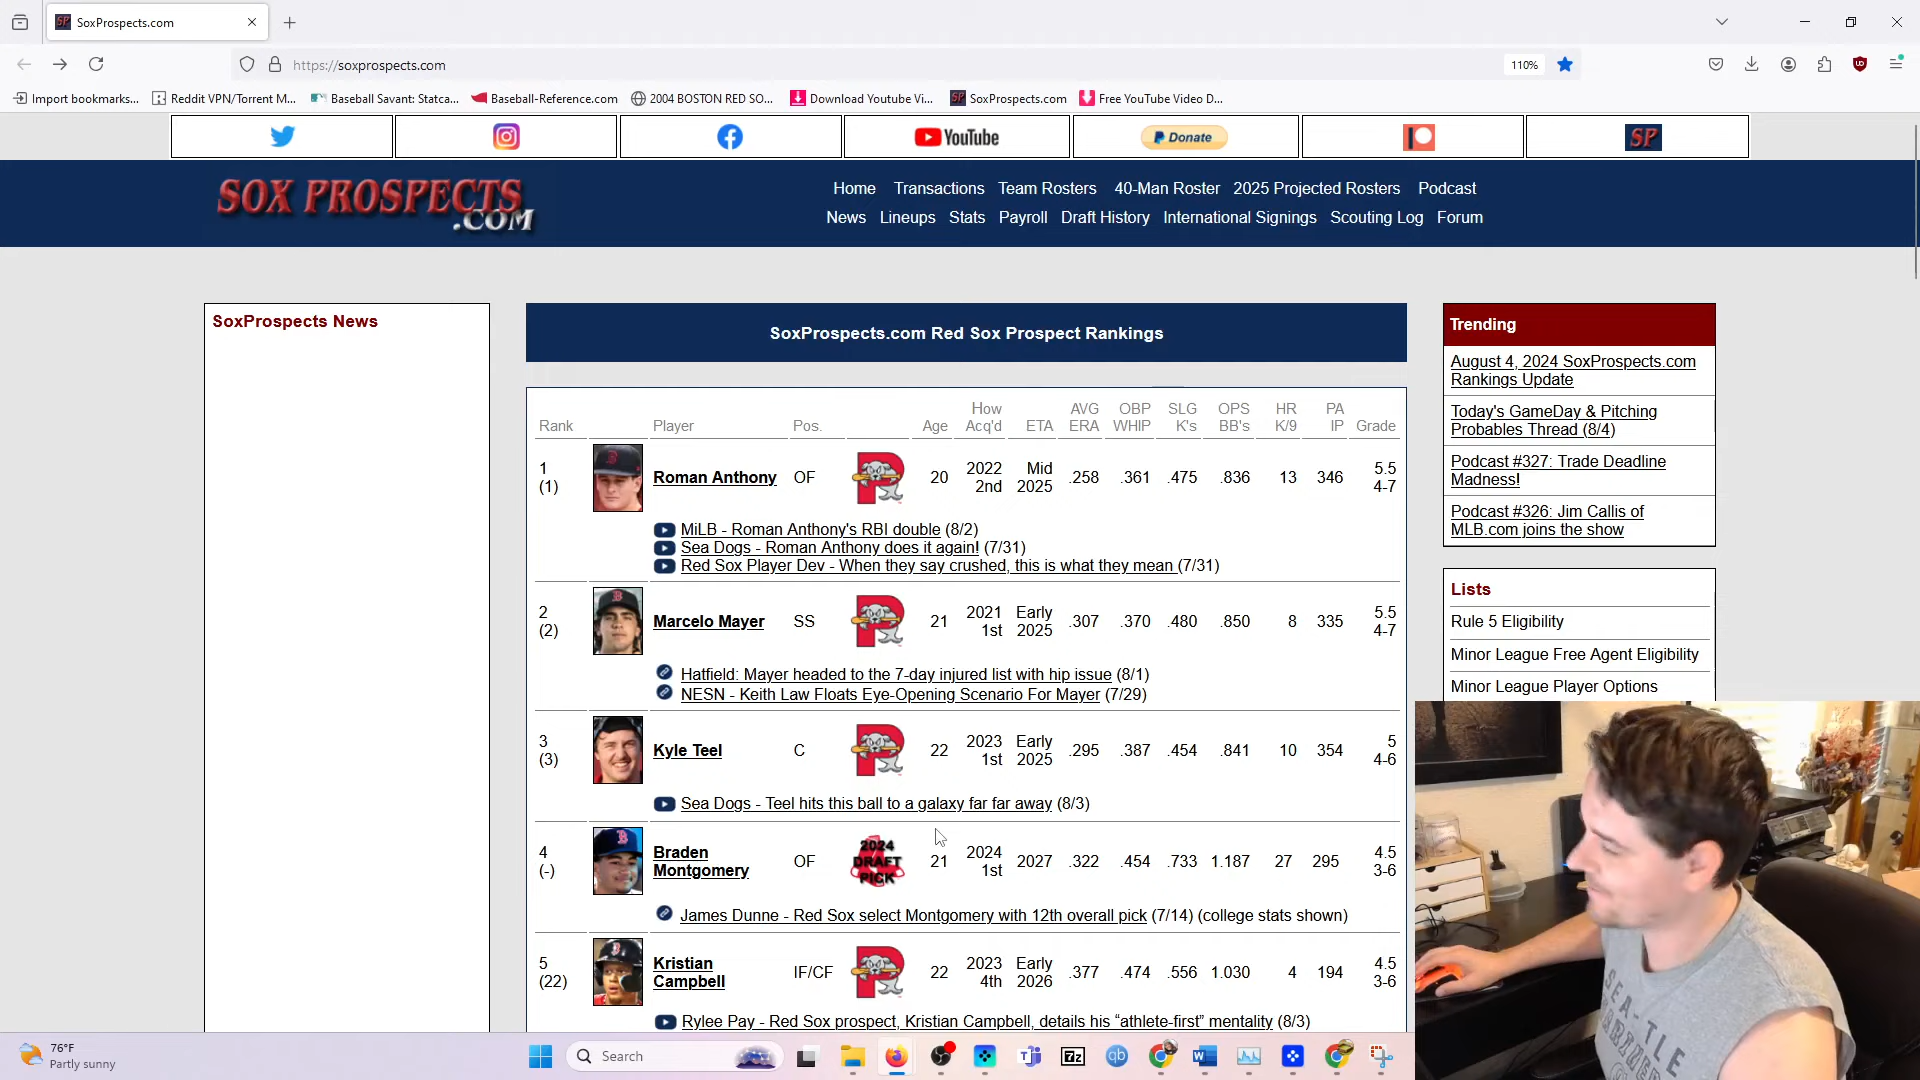 SoxProspects.com
https://soxprospects.com
110%
Import bookmarks...
Reddit VPN/Torrent M...
Baseball Savant: Statca...
Baseball-Reference.com
2004 BOSTON RED SO...
Download Youtube Vi...
SoxProspects.com
Free YouTube Video D...
YouTube
Donate
SP
SOX PROSPECTS
.COM
Home Transactions Team Rosters 40-Man Roster 2025 Projected Rosters Podcast
News Lineups Stats Payroll Draft History International Signings Scouting Log Forum
SoxProspects News
SoxProspects.com Red Sox Prospect Rankings
How AVG OBP SLG OPS HR PA
Rank Player Pos. Age Acq'd ETA ERA WHIP K's BB's K/9 IP Grade
1 2022 Mid 5.5
Roman Anthony OF 20 .258 .361 .475 .836 13 346
(1) 2nd 2025 4-7
MiLB - Roman Anthony's RBI double (8/2)
Sea Dogs - Roman Anthony does it again! (7/31)
Red Sox Player Dev - When they say crushed, this is what they mean (7/31)
2 2021 Early 5.5
Marcelo Mayer SS 21 .307 .370 .480 .850 8 335
(2) 1st 2025 4-7
Hatfield: Mayer headed to the 7-day injured list with hip issue (8/1)
NESN - Keith Law Floats Eye-Opening Scenario For Mayer (7/29)
3 2023 Early 5
Kyle Teel C 22 .295 .387 .454 .841 10 354
(3) 1st 2025 4-6
Sea Dogs - Teel hits this ball to a galaxy far far away (8/3)
4 Braden 2024 4.5
OF 2024 DRAFT PICK 21 2027 .322 .454 .733 1.187 27 295
(-) Montgomery 1st 3-6
James Dunne - Red Sox select Montgomery with 12th overall pick (7/14) (college stats shown)
5 Kristian 2023 Early 4.5
IF/CF 22 .377 .474 .556 1.030 4 194
(22) Campbell 4th 2026 3-6
Rylee Pay - Red Sox prospect, Kristian Campbell, details his “athlete-first” mentality (8/3)
Trending
August 4, 2024 SoxProspects.com
Rankings Update
Today's GameDay & Pitching
Probables Thread (8/4)
Podcast #327: Trade Deadline
Madness!
Podcast #326: Jim Callis of
MLB.com joins the show
Lists
Rule 5 Eligibility
Minor League Free Agent Eligibility
Minor League Player Options
SEA-TLE
76°F
Partly sunny
Search
7z
qb